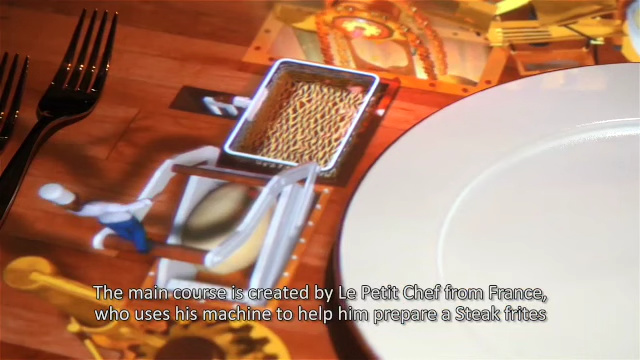 The main course is created by Le Petit Chef from France,
who uses his machine to help him prepare a Steak frites